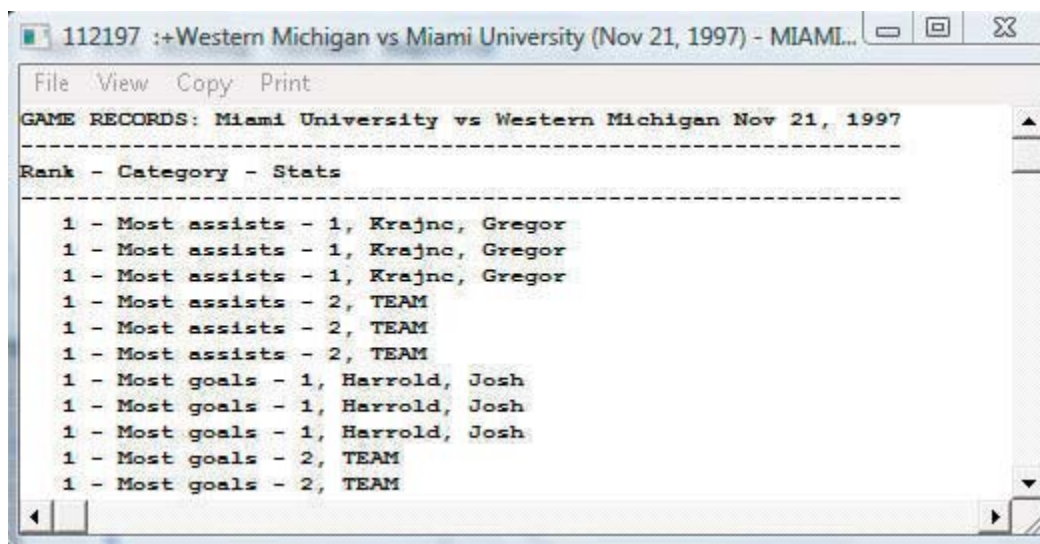 112197 :+Western Michigan vs Miami University (Nov 21, 1997) - MIAMI...
File View Copy Print
GAME RECORDS: Miami University vs Western Michigan Nov 21, 1997
---------------------------------------------------------------
Rank - Category - Stats
---------------------------------------------------------------
1 - Most assists - 1, Krajnc, Gregor
1 - Most assists - 1, Krajnc, Gregor
1 - Most assists - 1, Krajnc, Gregor
1 - Most assists - 2, TEAM
1 - Most assists - 2, TEAM
1 - Most assists - 2, TEAM
1 - Most goals - 1, Harrold, Josh
1 - Most goals - 1, Harrold, Josh
1 - Most goals - 1, Harrold, Josh
1 - Most goals - 2, TEAM
1 - Most goals - 2, TEAM